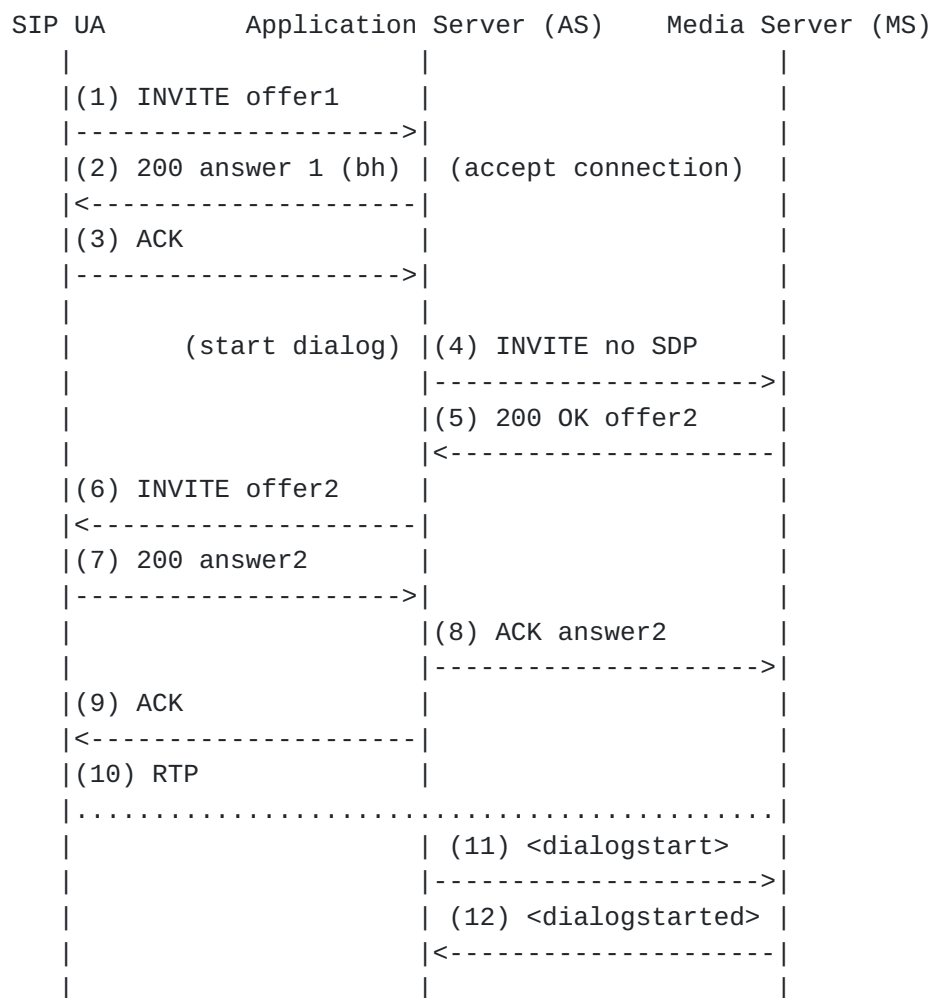 SIP UA         Application Server (AS)    Media Server (MS)
   |                      |                      |
   |(1) INVITE offer1     |                      |
   |--------------------->|                      |
   |(2) 200 answer 1 (bh) | (accept connection)  |
   |<---------------------|                      |
   |(3) ACK               |                      |
   |--------------------->|                      |
   |                      |                      |
   |       (start dialog) |(4) INVITE no SDP     |
   |                      |--------------------->|
   |                      |(5) 200 OK offer2     |
   |                      |<---------------------|
   |(6) INVITE offer2     |                      |
   |<---------------------|                      |
   |(7) 200 answer2       |                      |
   |--------------------->|                      |
   |                      |(8) ACK answer2       |
   |                      |--------------------->|
   |(9) ACK               |                      |
   |<---------------------|                      |
   |(10) RTP              |                      |
   |.............................................|
   |                      | (11) <dialogstart>   |
   |                      |--------------------->|
   |                      | (12) <dialogstarted> |
   |                      |<---------------------|
   |                      |                      |